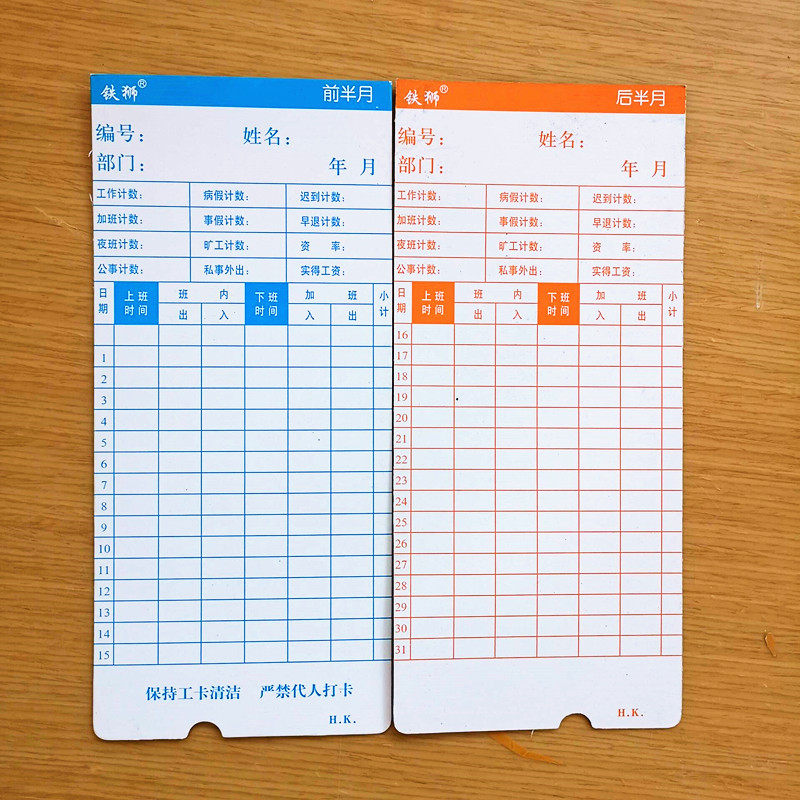 铁狮® 前半月
编号： 姓名：
部门： 年 月
工作计数： 病假计数： 迟到计数：
加班计数： 事假计数： 早退计数：
夜班计数： 旷工计数： 资 率：
公事计数： 私事外出： 实得工资：
日期 上班时间 班 内 下班时间 加 班 小计
出 入 入 出
1
2
3
4
5
6
7
8
9
10
11
12
13
14
15
保持工卡清洁 严禁代人打卡
H.K.
铁狮® 后半月
编号： 姓名：
部门： 年 月
工作计数： 病假计数： 迟到计数：
加班计数： 事假计数： 早退计数：
夜班计数： 旷工计数： 资 率：
公事计数： 私事外出： 实得工资：
日期 上班时间 班 内 下班时间 加 班 小计
出 入 入 出
16
17
18
19
20
21
22
23
24
25
26
27
28
29
30
31
H.K.